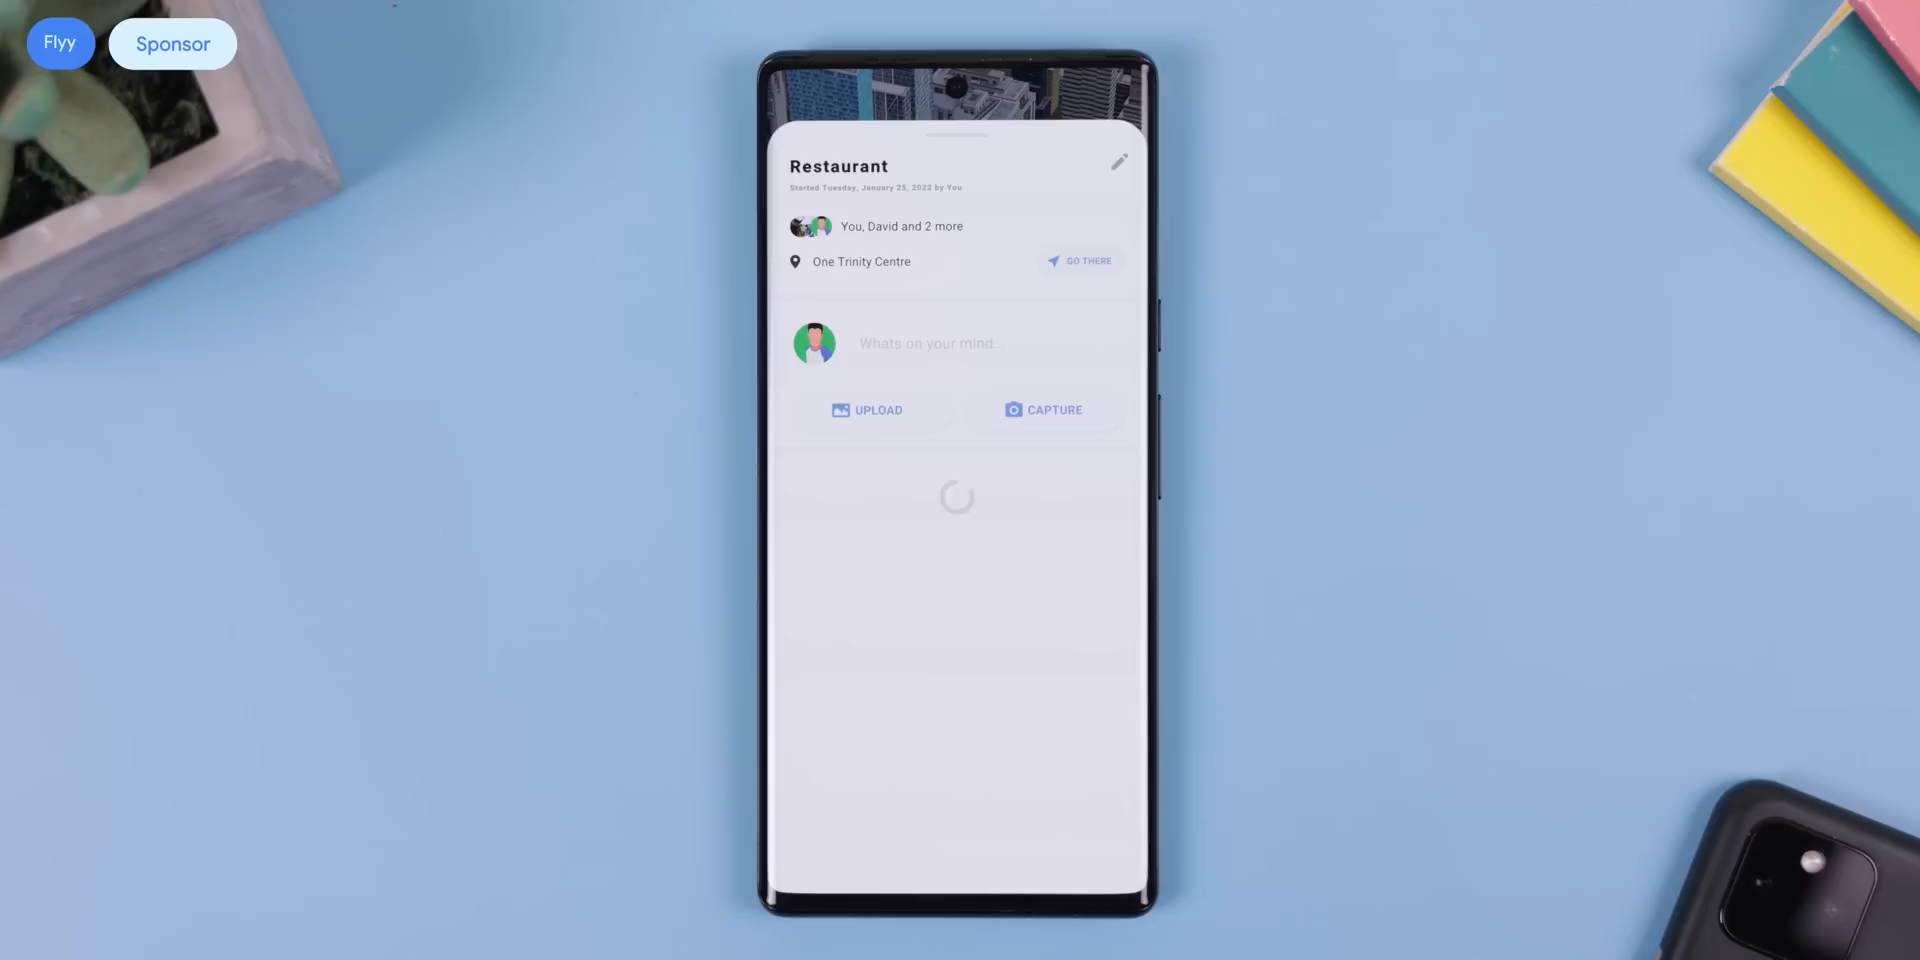 Flyy
Sponsor
Restaurant
Started Tuesday, January 25, 2022 by You
You, David and 2 more
One Trinity Centre
GO THERE
Whats on your mind...
UPLOAD
CAPTURE